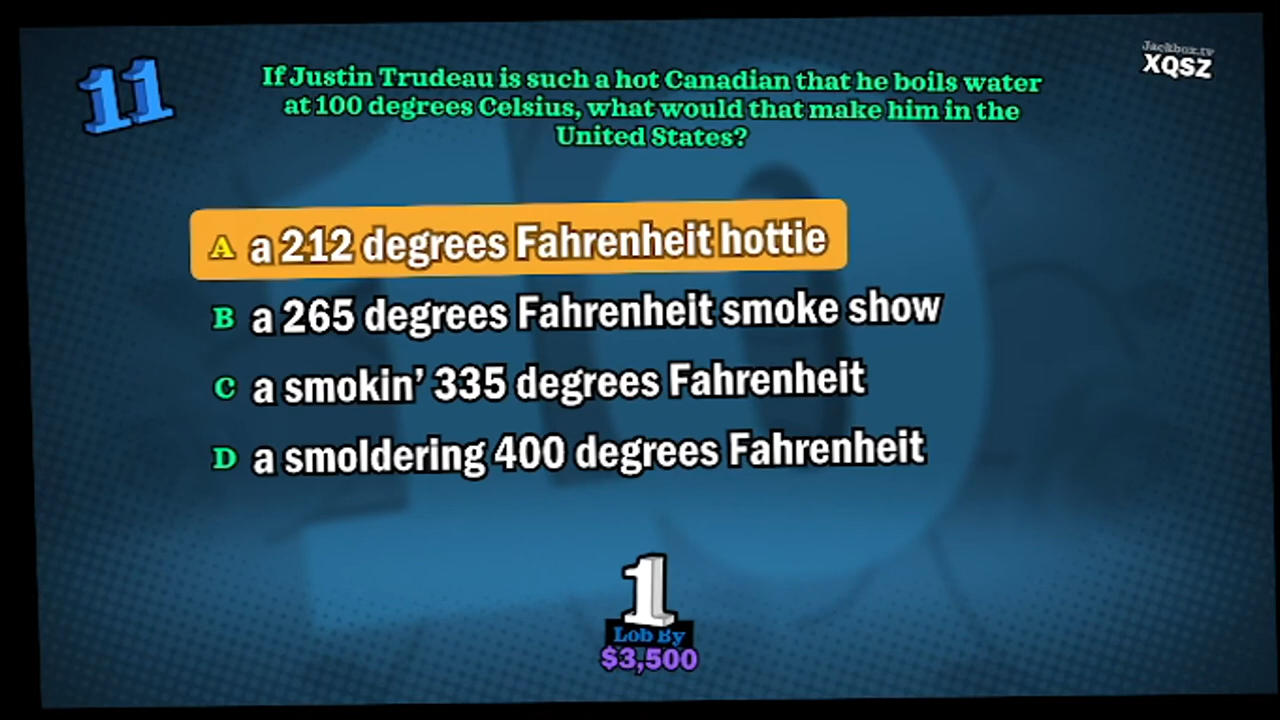 11
If Justin Trudeau is such a hot Canadian that he boils water
at 100 degrees Celsius, what would that make him in the
United States?
Jackbox.tv
XQSZ
A a 212 degrees Fahrenheit hottie
B a 265 degrees Fahrenheit smoke show
C a smokin’ 335 degrees Fahrenheit
D a smoldering 400 degrees Fahrenheit
10
1
Lob By
$3,500